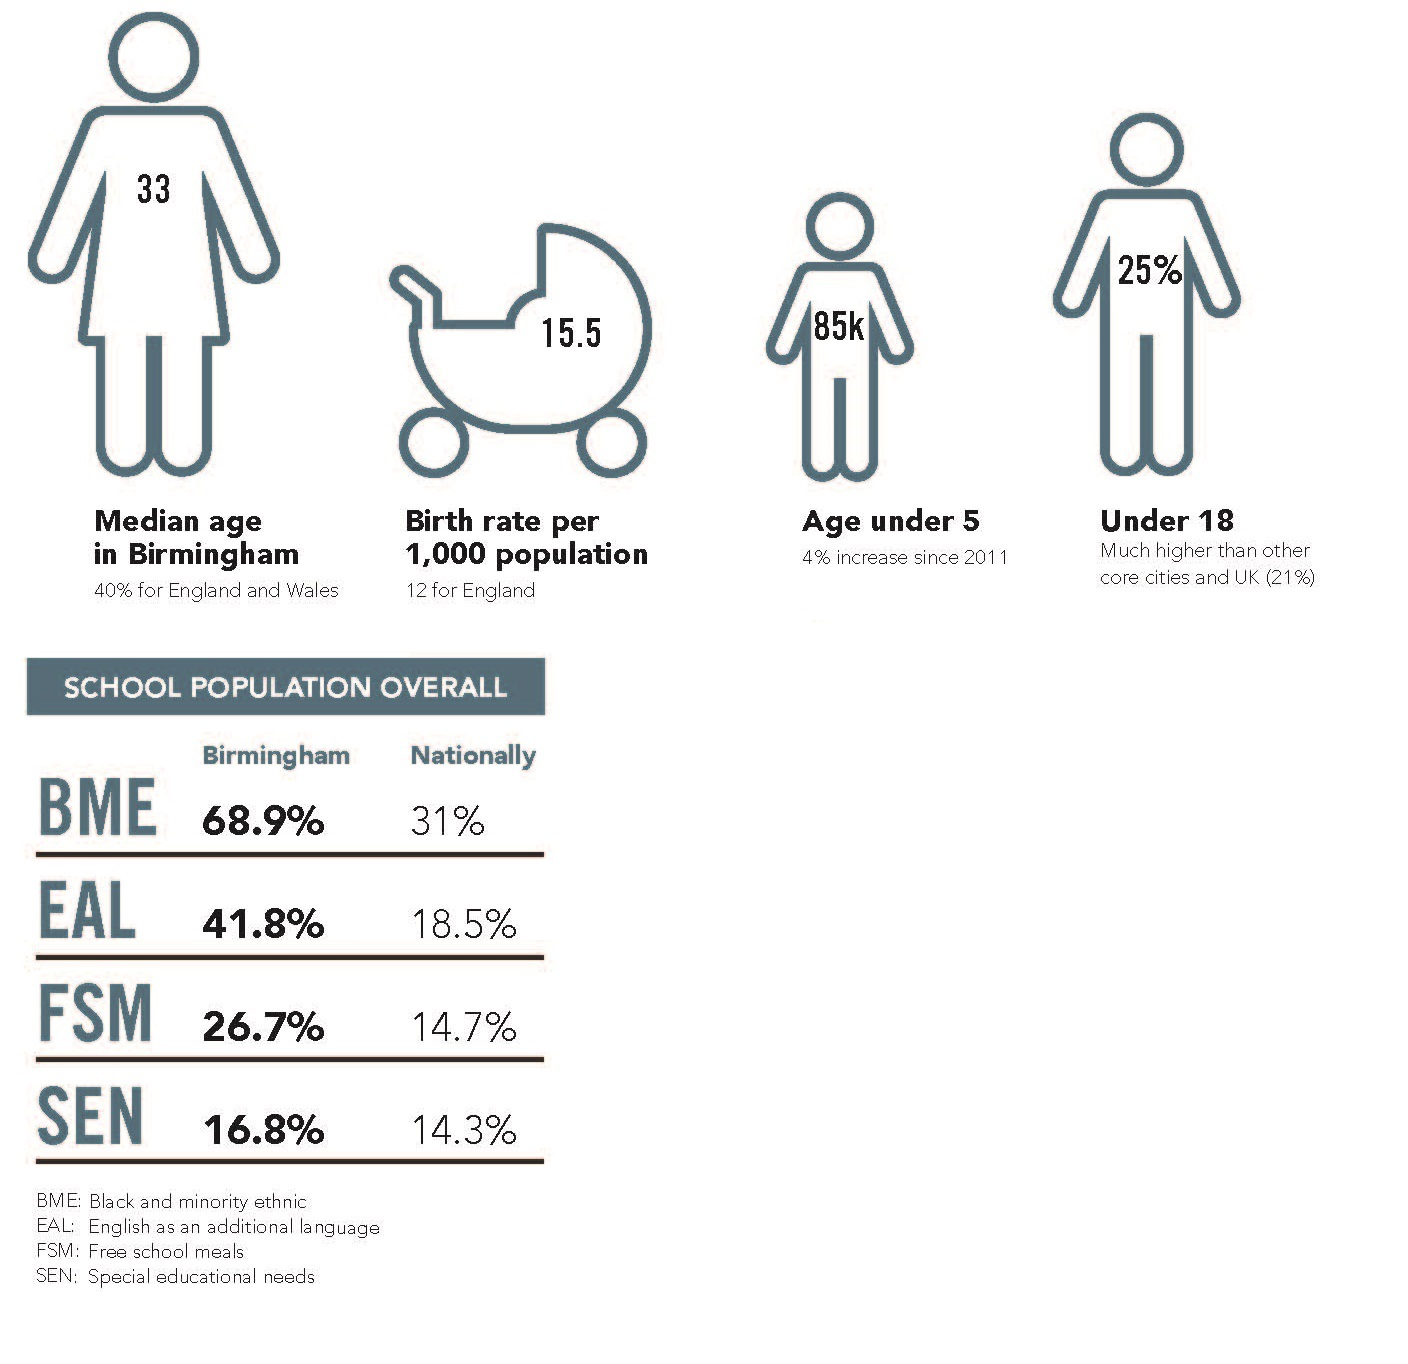 33
15.5
85k
25%
Median age
in Birmingham
40% for England and Wales
Birth rate per
1,000 population
12 for England
Age under 5
4% increase since 2011
Under 18
Much higher than other
core cities and UK (21%)
SCHOOL POPULATION OVERALL
Birmingham Nationally
BME 68.9% 31%
EAL 41.8% 18.5%
FSM 26.7% 14.7%
SEN 16.8% 14.3%
BME: Black and minority ethnic
EAL: English as an additional language
FSM: Free school meals
SEN: Special educational needs